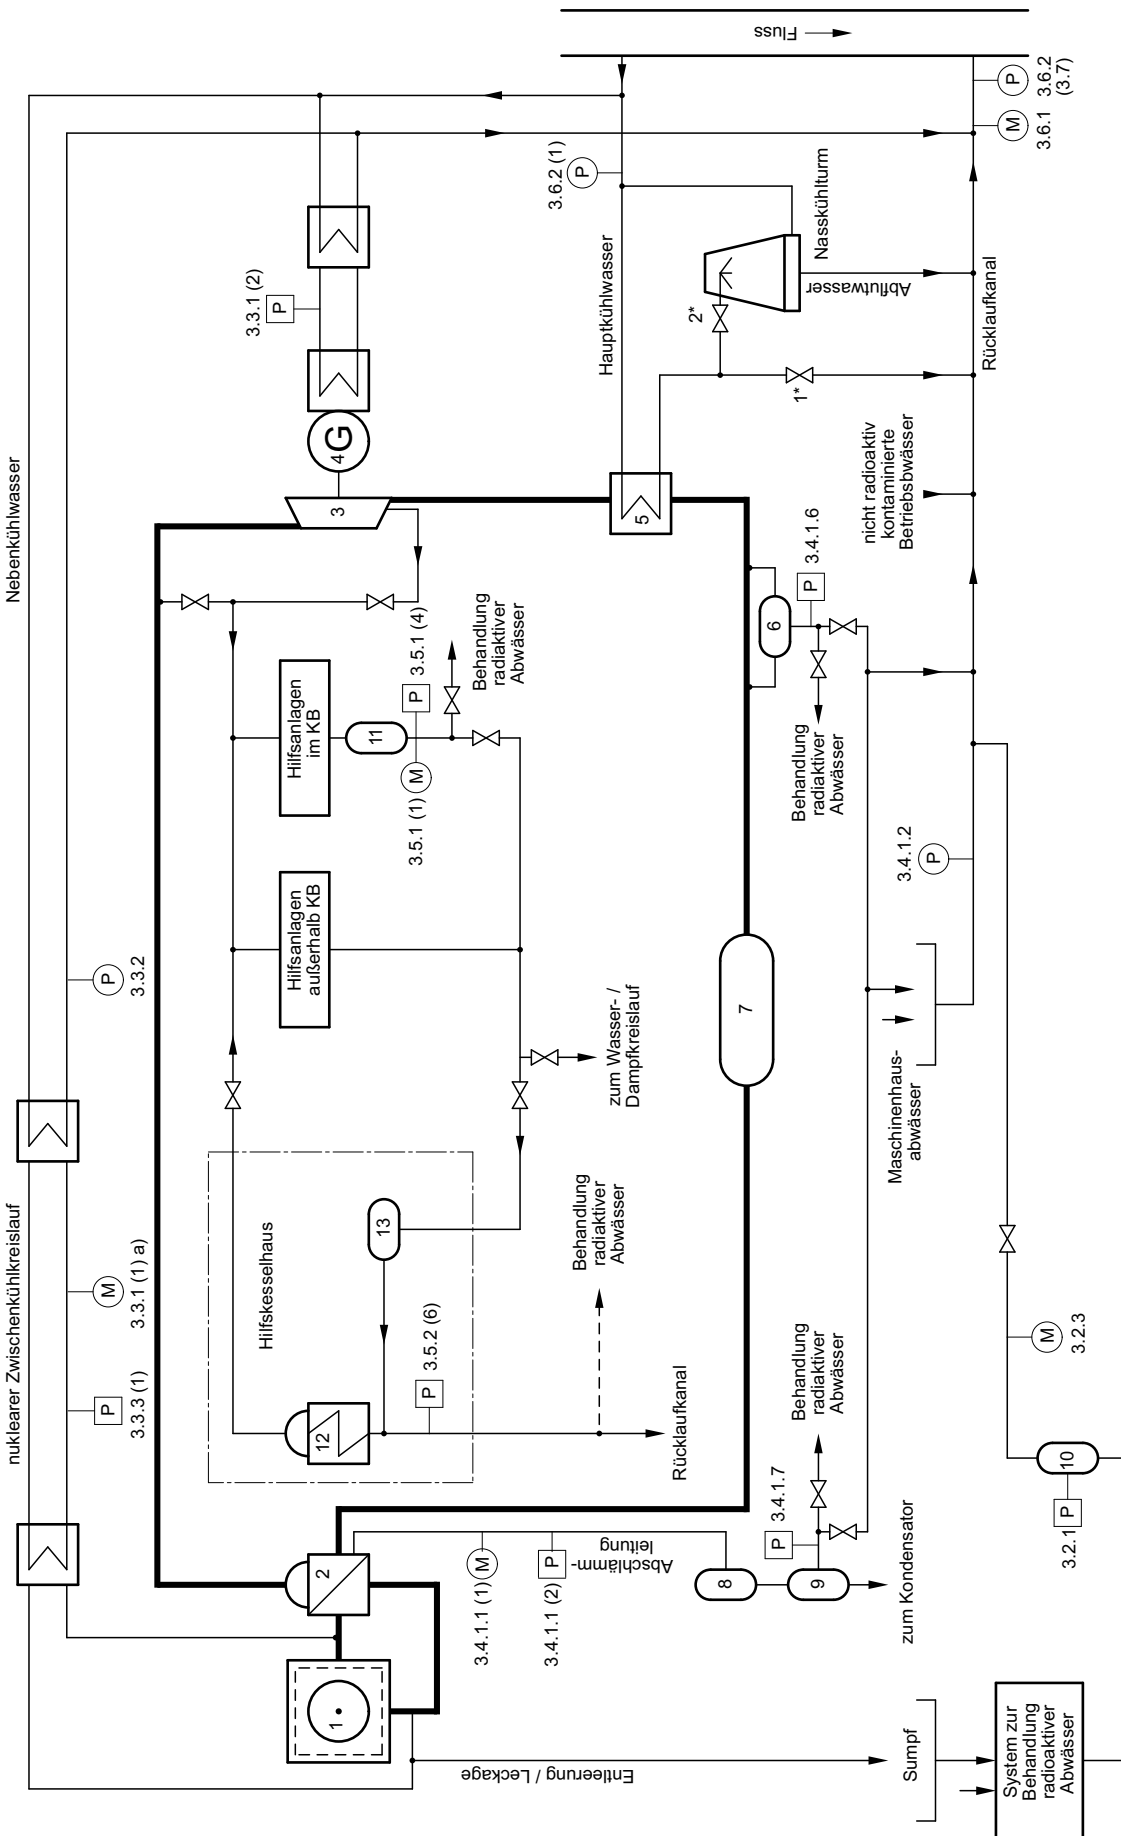 Nebenkühlwasser
nuklearer Zwischenkühlkreislauf
P
3.3.3 (1)
M
3.3.1 (1) a)
P
3.3.2
3.3.1 (2)
P
Fluss
1
2
3
4
G
5
6
7
8
9
10
11
12
13
Hilfskesselhaus
Hilfsanlagen
außerhalb KB
Hilfsanlagen
im KB
3.5.1 (1)
M
P
3.5.1 (4)
Behandlung
radiaktiver
Abwässer
P
3.5.2 (6)
Rücklaufkanal
Behandlung
radiaktiver
Abwässer
zum Wasser- /
Dampfkreislauf
Hauptkühlwasser
3.6.2 (1)
P
Nasskühlturm
Abflutwasser
2*
1*
Rücklaufkanal
M
3.6.1
P
3.6.2
(3.7)
nicht radioaktiv
kontaminierte
Betriebsbwässer
P
3.4.1.6
Behandlung
radiaktiver
Abwässer
3.4.1.2
P
Maschinenhaus-
abwässer
3.4.1.1 (1)
M
3.4.1.1 (2)
P
Abschlämm-
leitung
P
3.4.1.7
Behandlung
radiaktiver
Abwässer
zum Kondensator
M
3.2.3
3.2.1
P
Entleerung / Leckage
Sumpf
System zur
Behandlung
radioaktiver
Abwässer